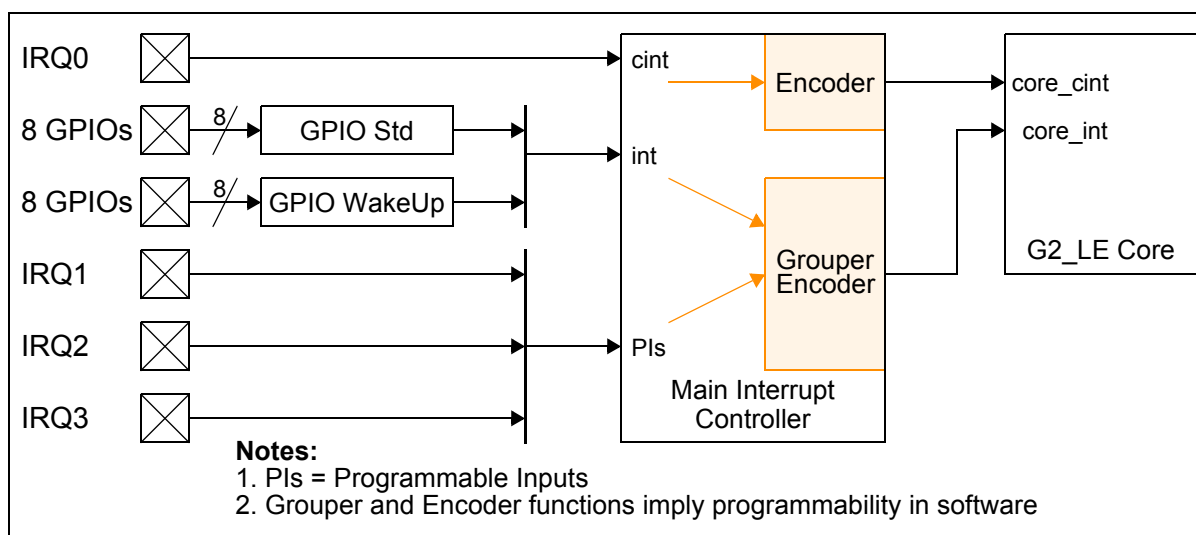 IRQ0
cint
Encoder
core_cint
8 GPIOs
8
GPIO Std
core_int
int
8 GPIOs
8
GPIO WakeUp
Grouper
Encoder
G2_LE Core
IRQ1
IRQ2
PIs
Main Interrupt
Controller
IRQ3
Notes:
1. PIs = Programmable Inputs
2. Grouper and Encoder functions imply programmability in software